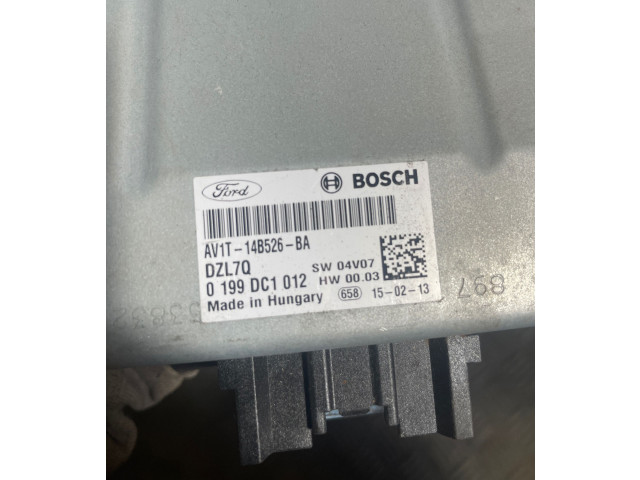 Ford BOSCH
AV1T-14B526-BA
DZL7Q SW 04V07
0 199 DC1 012 HW 00.03
Made in Hungary 658 15-02-13
897